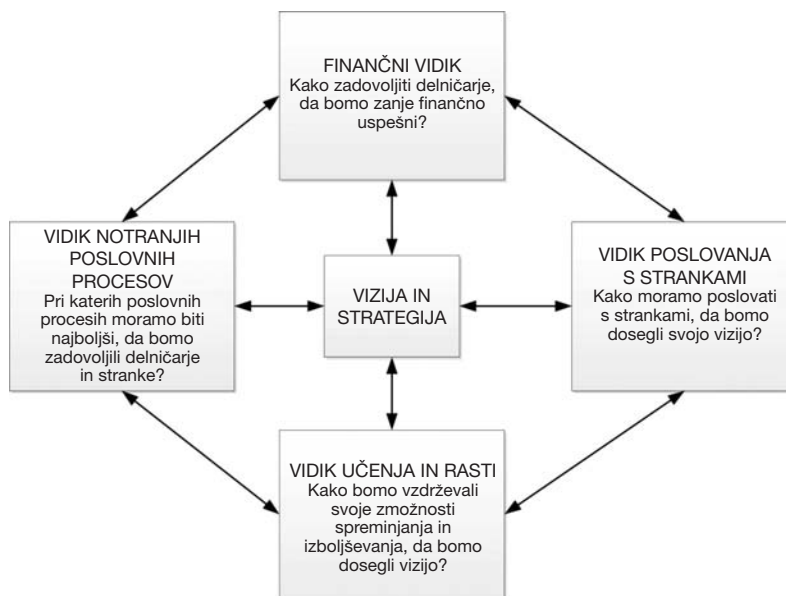 FINANČNI VIDIK
Kako zadovoljiti delničarje,
da bomo zanje finančno
uspešni?
VIDIK NOTRANJIH
POSLOVNIH
PROCESOV
Pri katerih poslovnih
procesih moramo biti
najboljši, da bomo
zadovoljili delničarje
in stranke?
VIZIJA IN
STRATEGIJA
VIDIK POSLOVANJA
S STRANKAMI
Kako moramo poslovati
s strankami, da bomo
dosegli svojo vizijo?
VIDIK UČENJA IN RASTI
Kako bomo vzdrževali
svoje zmožnosti
spreminjanja in
izboljševanja, da bomo
dosegli vizijo?